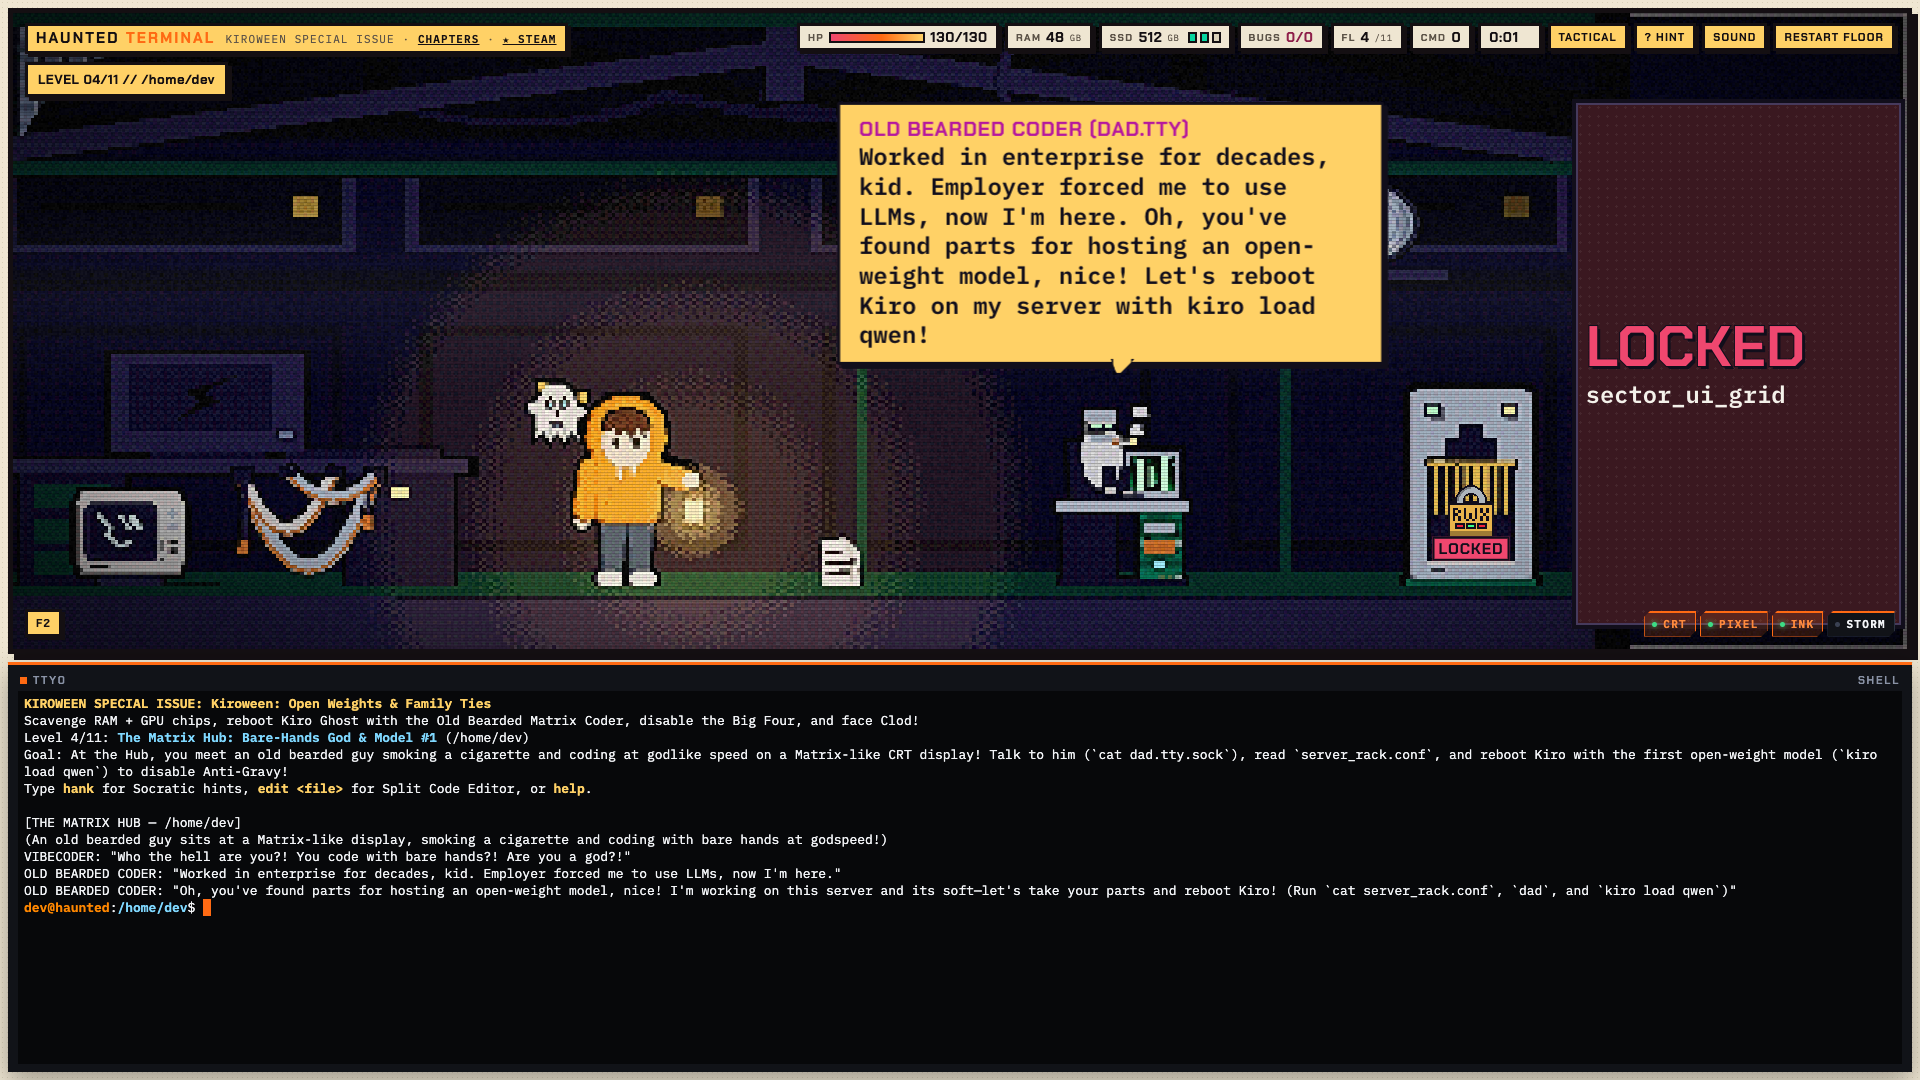 HAUNTED TERMINAL KIROWEEN SPECIAL ISSUE · CHAPTERS · ★ STEAM
HP 130/130
RAM 48 GB
SSD 512 GB
BUGS 0/0
FL 4 /11
CMD 0
0:01
TACTICAL
? HINT
SOUND
RESTART FLOOR
LEVEL 04/11 // /home/dev
OLD BEARDED CODER (DAD.TTY)
Worked in enterprise for decades,
kid. Employer forced me to use
LLMs, now I'm here. Oh, you've
found parts for hosting an open-
weight model, nice! Let's reboot
Kiro on my server with kiro load
qwen!
LOCKED
sector_ui_grid
RWX
LOCKED
F2
CRT
PIXEL
INK
STORM
TTY0
SHELL
KIROWEEN SPECIAL ISSUE: Kiroween: Open Weights & Family Ties
Scavenge RAM + GPU chips, reboot Kiro Ghost with the Old Bearded Matrix Coder, disable the Big Four, and face Clod!
Level 4/11: The Matrix Hub: Bare-Hands God & Model #1 (/home/dev)
Goal: At the Hub, you meet an old bearded guy smoking a cigarette and coding at godlike speed on a Matrix-like CRT display! Talk to him (`cat dad.tty.sock`), read `server_rack.conf`, and reboot Kiro with the first open-weight model (`kiro
load qwen`) to disable Anti-Gravy!
Type hank for Socratic hints, edit <file> for Split Code Editor, or help.
[THE MATRIX HUB — /home/dev]
(An old bearded guy sits at a Matrix-like display, smoking a cigarette and coding with bare hands at godspeed!)
VIBECODER: "Who the hell are you?! You code with bare hands?! Are you a god?!"
OLD BEARDED CODER: "Worked in enterprise for decades, kid. Employer forced me to use LLMs, now I'm here."
OLD BEARDED CODER: "Oh, you've found parts for hosting an open-weight model, nice! I'm working on this server and its soft—let's take your parts and reboot Kiro! (Run `cat server_rack.conf`, `dad`, and `kiro load qwen`)"
dev@haunted:/home/dev$